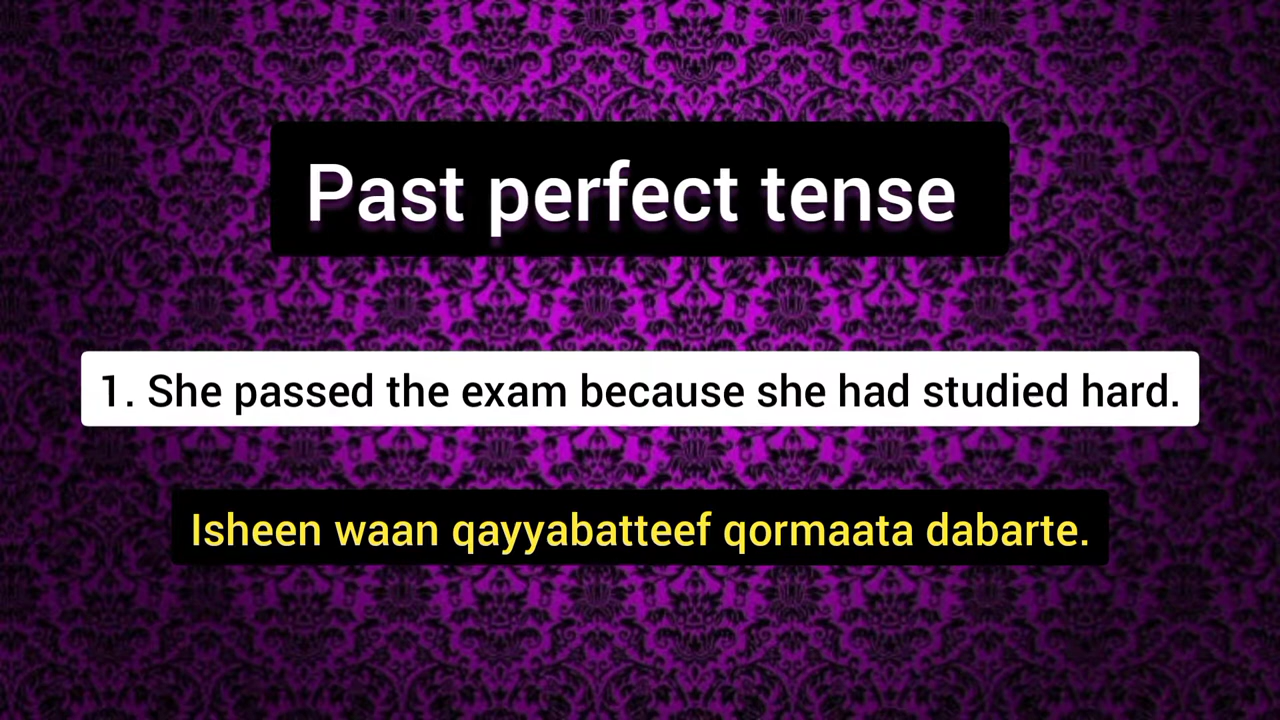 Past perfect tense
1. She passed the exam because she had studied hard.
Isheen waan qayyabatteef qormaata dabarte.